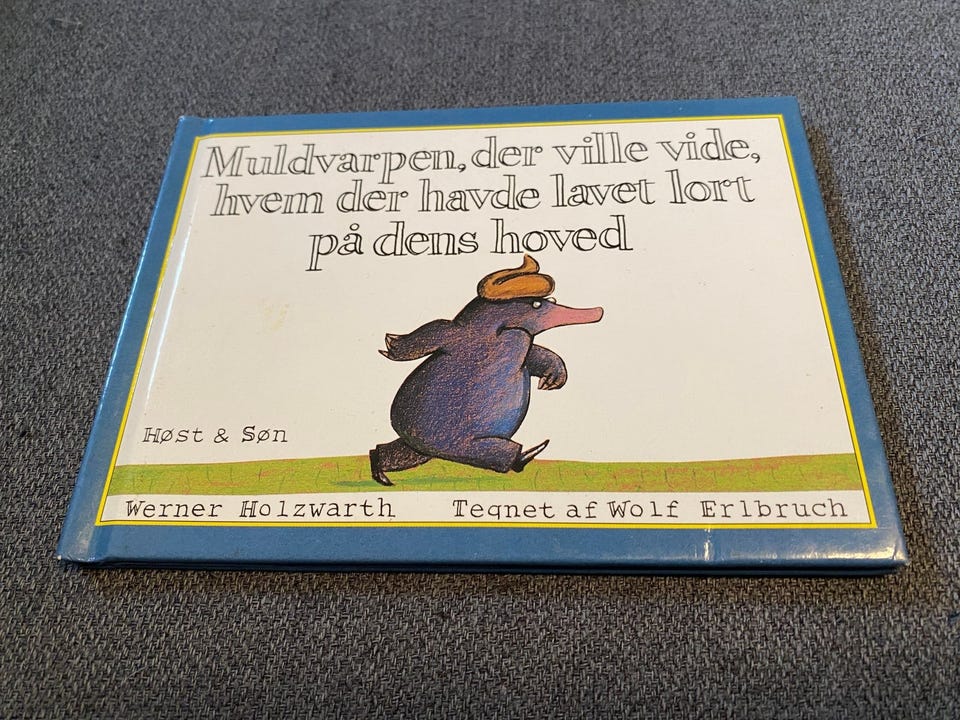 Muldvarpen, der ville vide,
hvem der havde lavet lort
på dens hoved
Høst & Søn
Werner Holzwarth Tegnet af Wolf Erlbruch